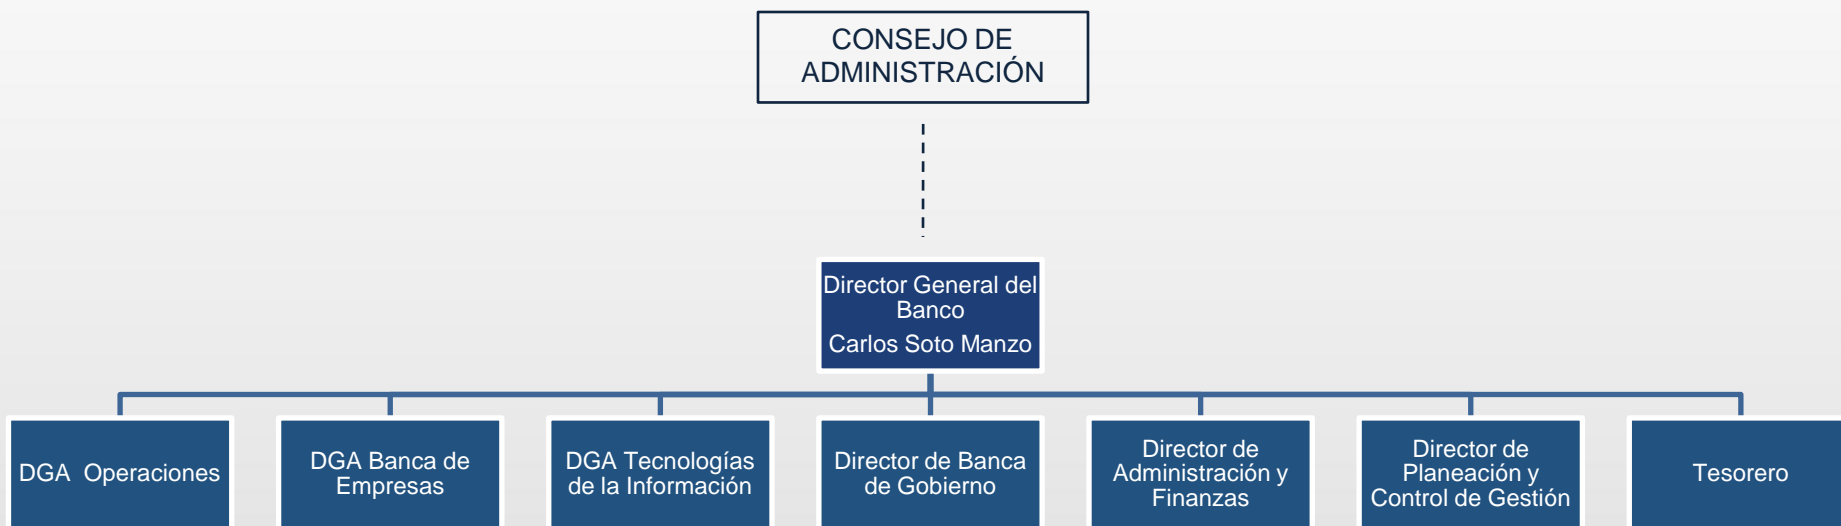 CONSEJO DE
ADMINISTRACIÓN
Director General del
Banco
Carlos Soto Manzo
DGA Operaciones
DGA Banca de
Empresas
DGA Tecnologías
de la Información
Director de Banca
de Gobierno
Director de
Administración y
Finanzas
Director de
Planeación y
Control de Gestión
Tesorero